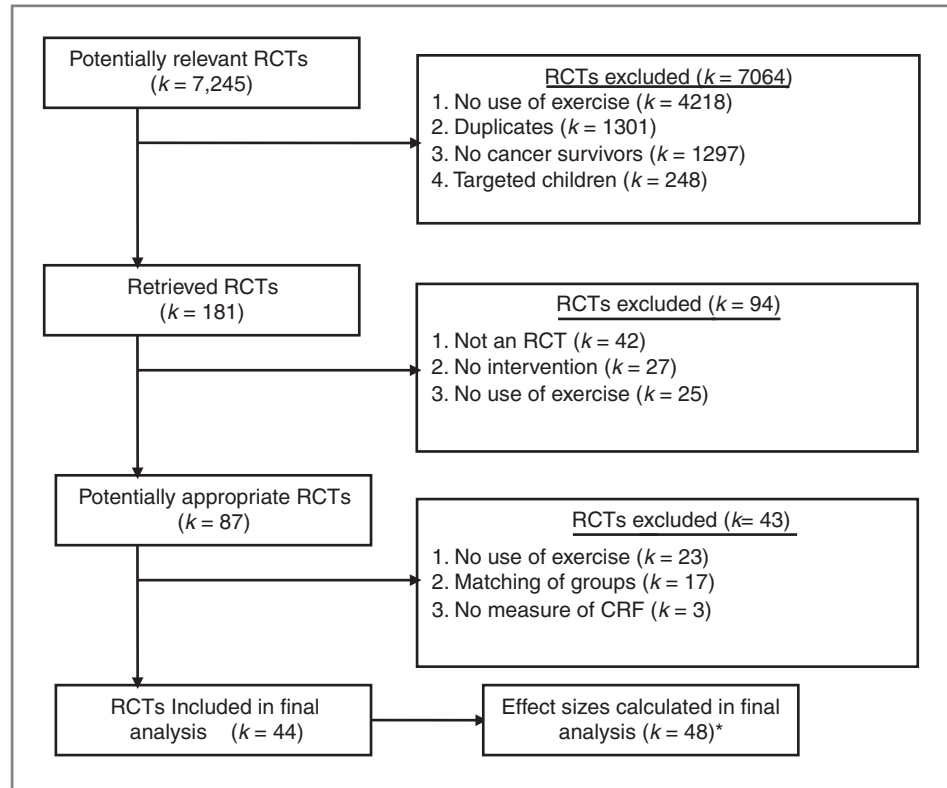 Potentially relevant RCTs
(k = 7,245)
RCTs excluded (k = 7064)
1. No use of exercise (k = 4218)
2. Duplicates (k = 1301)
3. No cancer survivors (k = 1297)
4. Targeted children (k = 248)
Retrieved RCTs
(k = 181)
RCTs excluded (k = 94)
1. Not an RCT (k = 42)
2. No intervention (k = 27)
3. No use of exercise (k = 25)
Potentially appropriate RCTs
(k = 87)
RCTs excluded (k= 43)
1. No use of exercise (k = 23)
2. Matching of groups (k = 17)
3. No measure of CRF (k = 3)
RCTs Included in final
analysis (k = 44)
Effect sizes calculated in final
analysis (k = 48)*